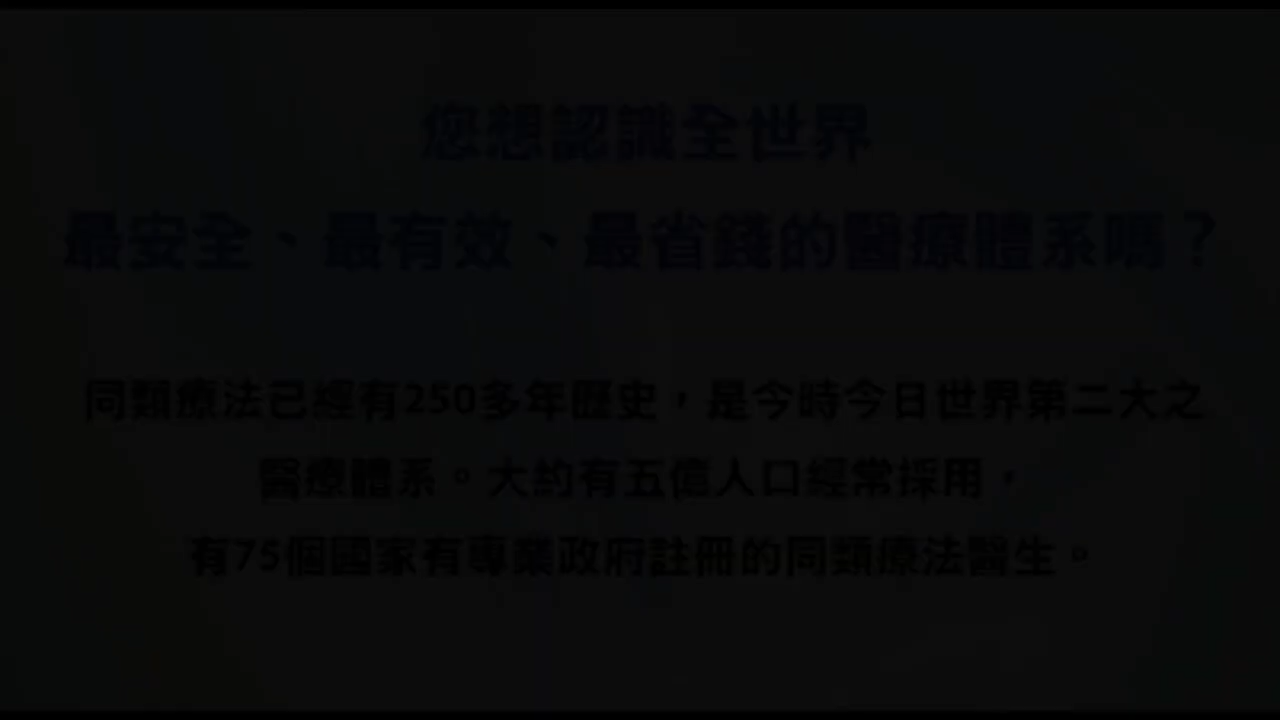 您想認識全世界
最安全、最有效、最省錢的醫療體系嗎？
同類療法己經有250多年歷史，是今時今日世界第二大之
醫療體系。大約有五億人口經常採用，
有75個國家有專業政府註冊的同類療法醫生。